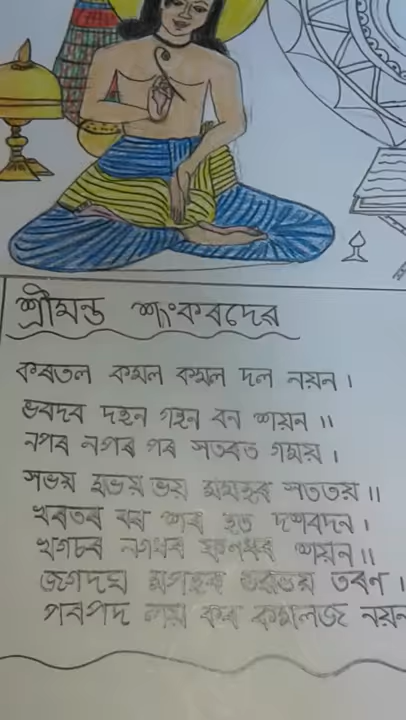 শ্ৰীমন্ত শংকৰদেৱ
কৰতল কমল কমল দল নয়ন ।
ভৱদৱ দহন গহন বন শয়ন ॥
নপৰ নপৰ পৰ সতৰত গময় ।
সভয় মভয় ভয় মমহৰ সততয় ॥
খৰতৰ বৰ শৰ হত দশবদন ।
খগচৰ নগধৰ ফনধৰ শয়ন ॥
জগদঘ মপহৰ ভৱভয় তৰণ ।
পৰপদ লয় কৰ কমলজ নয়ন